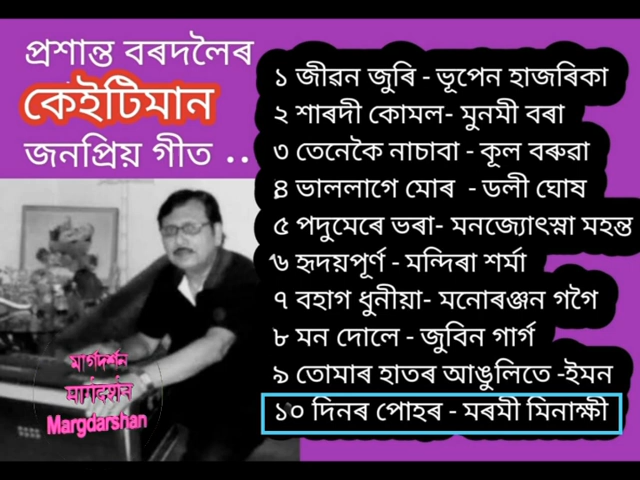 প্ৰশান্ত বৰদলৈৰ
কেইটিমান
জনপ্ৰিয় গীত ..
১ জীৱন জুৰি - ভূপেন হাজৰিকা
২ শাৰদী কোমল- মুনমী বৰা
৩ তেনেকৈ নাচাবা - কূল বৰুৱা
৪ ভাললাগে মোৰ - ডলী ঘোষ
৫ পদুমেৰে ভৰা- মনজ্যোৎস্না মহন্ত
৬ হৃদয়পূৰ্ণ - মন্দিৰা শৰ্মা
৭ বহাগ ধুনীয়া- মনোৰঞ্জন গগৈ
৮ মন দোলে - জুবিন গাৰ্গ
৯ তোমাৰ হাতৰ আঙুলিতে -ইমন
১০ দিনৰ পোহৰ - মৰমী মিনাক্ষী
মাৰ্গদৰ্শন
मार्गदर्शन
Margdarshan